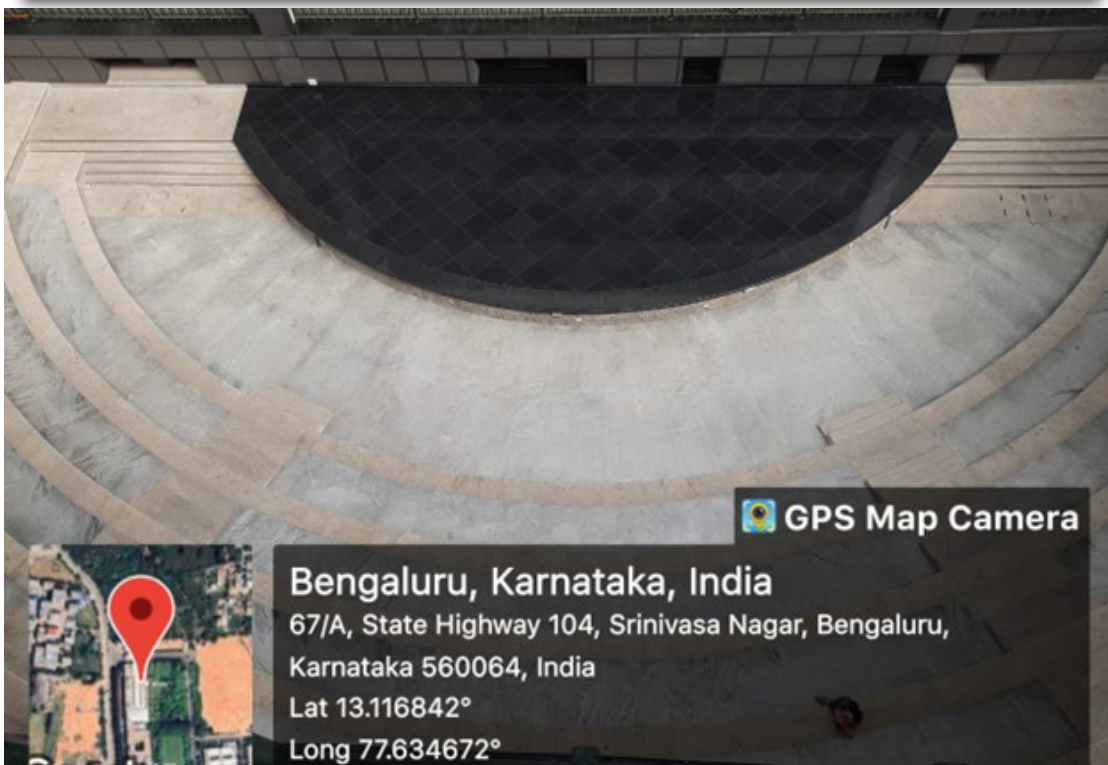 GPS Map Camera
Bengaluru, Karnataka, India
67/A, State Highway 104, Srinivasa Nagar, Bengaluru,
Karnataka 560064, India
Lat 13.116842°
Long 77.634672°